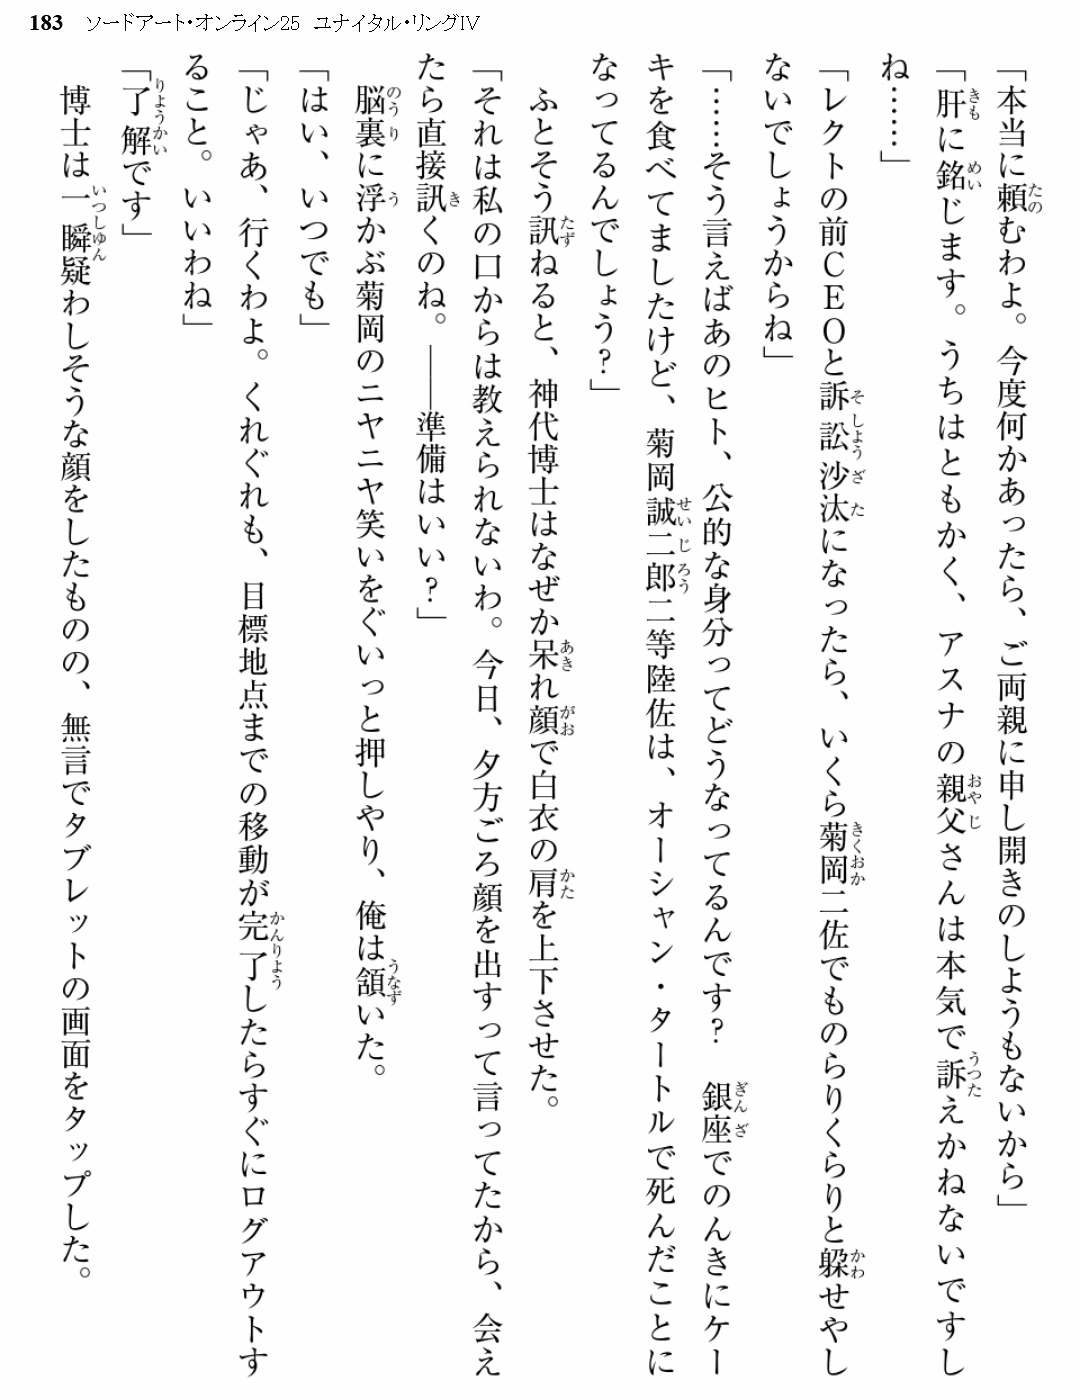 183 ソードアート・オンライン25 ユナイタル・リングIV
「本当に頼むわよ。今度何かあったら、ご両親に申し開きのしようもないから」
「肝に銘じます。うちはともかく、アスナの親父さんは本気で訴えかねないですし
ね……」
「レクトの前CEOと訴訟沙汰になったら、いくら菊岡二佐でものらりくらりと躱せやし
ないでしょうからね」
「……そう言えばあのヒト、公的な身分ってどうなってるんです？　銀座でのんきにケー
キを食べてましたけど、菊岡誠二郎二等陸佐は、オーシャン・タートルで死んだことに
なってるんでしょう？」
　ふとそう訊ねると、神代博士はなぜか呆れ顔で白衣の肩を上下させた。
「それは私の口からは教えられないわ。今日、夕方ごろ顔を出すって言ってたから、会え
たら直接訊くのね。――準備はいい？」
　脳裏に浮かぶ菊岡のニヤニヤ笑いをぐいっと押しやり、俺は頷いた。
「はい、いつでも」
「じゃあ、行くわよ。くれぐれも、目標地点までの移動が完了したらすぐにログアウトす
ること。いいわね」
「了解です」
　博士は一瞬疑わしそうな顔をしたものの、無言でタブレットの画面をタップした。